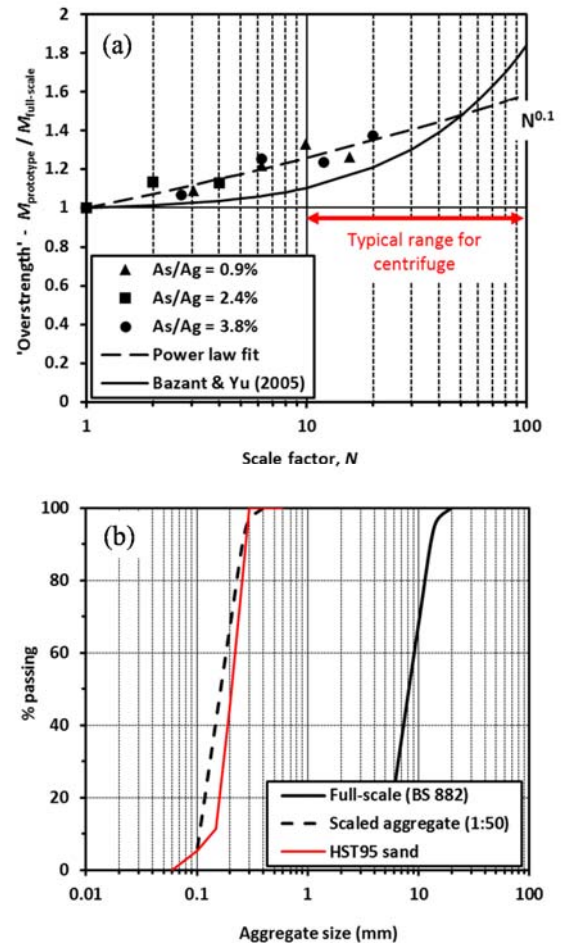 (a)
2
1.8
1.6
1.4
1.2
1
0.8
0.6
0.4
0.2
0
'Overstrength' - Mprototype / Mfull-scale
N0.1
Typical range for
centrifuge
As/Ag = 0.9%
As/Ag = 2.4%
As/Ag = 3.8%
Power law fit
Bazant & Yu (2005)
1 10 100
Scale factor, N
(b)
100
80
60
40
20
0
% passing
Full-scale (BS 882)
Scaled aggregate (1:50)
HST95 sand
0.01 0.1 1 10 100
Aggregate size (mm)